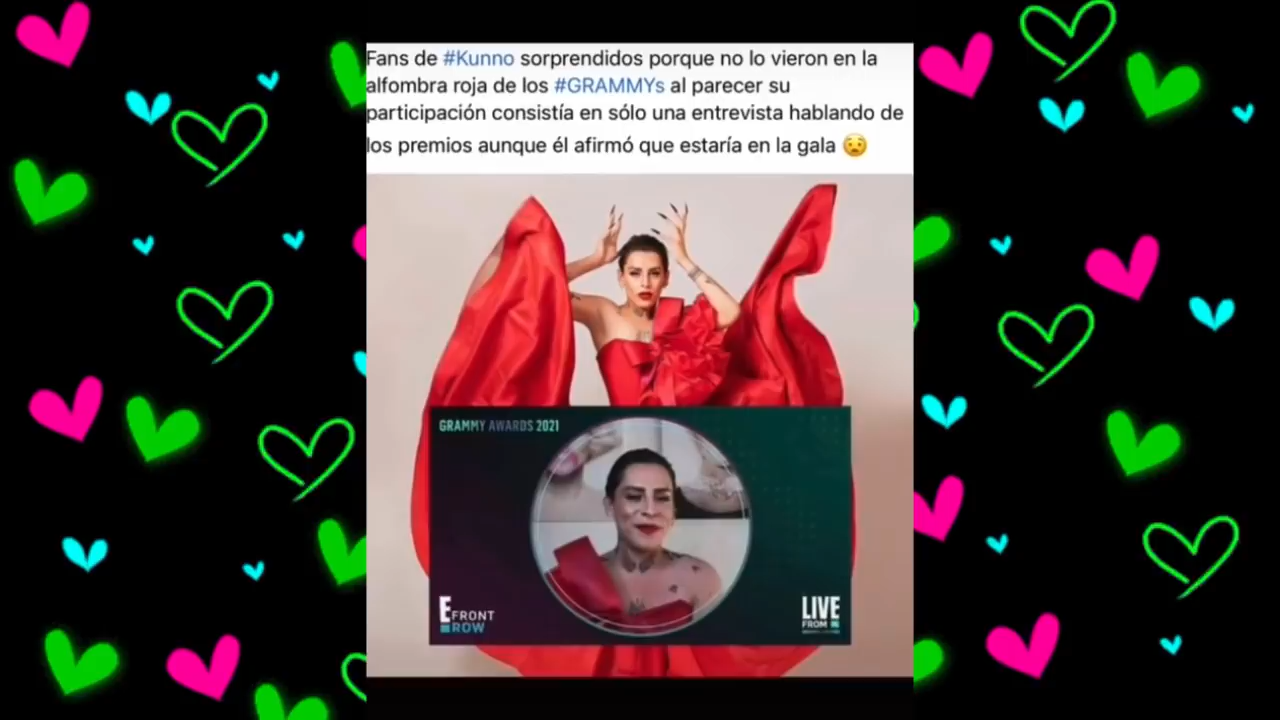 Fans de #Kunno sorprendidos porque no lo vieron en la
alfombra roja de los #GRAMMYs al parecer su
participación consistía en sólo una entrevista hablando de
los premios aunque él afirmó que estaría en la gala 😧
GRAMMY AWARDS 2021
E FRONT
ROW
LIVE
FROM E